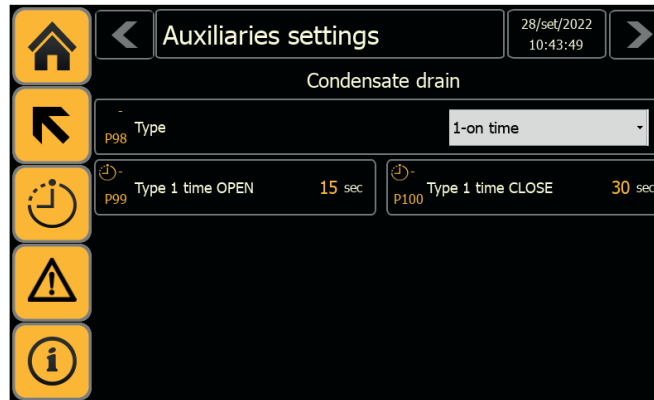 Auxiliaries settings
28/set/2022
10:43:49
Condensate drain
-
P98 Type 1-on time
-
P99 Type 1 time OPEN 15 sec
-
P100 Type 1 time CLOSE 30 sec
i